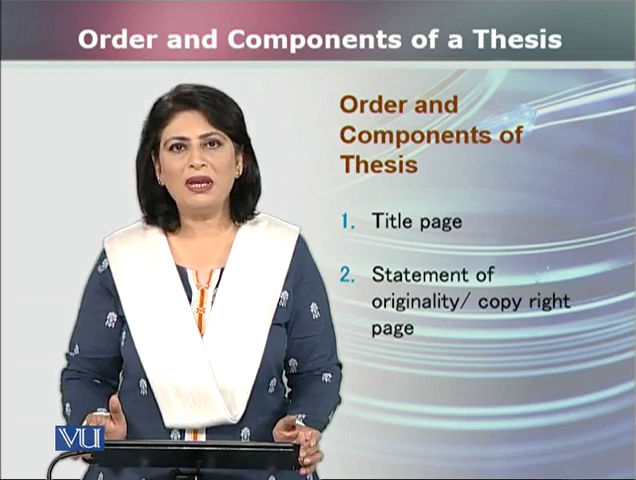 Order and Components of a Thesis
Order and
Components of
Thesis
1. Title page
2. Statement of
originality/ copy right
page
VU